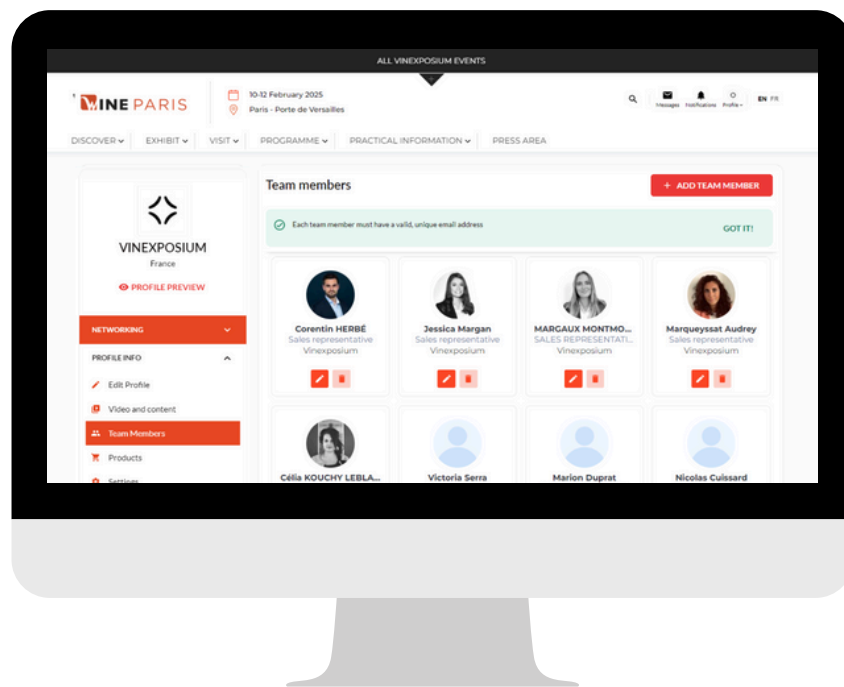 ALL VINEXPOSIUM EVENTS
WINE PARIS
10-12 February 2025
Paris - Porte de Versailles
Messages Notifications Profile EN FR
DISCOVER EXHIBIT VISIT PROGRAMME PRACTICAL INFORMATION PRESS AREA
VINEXPOSIUM
France
PROFILE PREVIEW
NETWORKING
PROFILE INFO
Edit Profile
Video and content
Team Members
Products
Settings
Team members
+ ADD TEAM MEMBER
Each team member must have a valid, unique email address
GOT IT!
Corentin HERBÉ
Sales representative
Vinexposium
Jessica Margan
Sales representative
Vinexposium
MARGAUX MONTMO...
SALES REPRESENTATI...
Vinexposium
Marqueyssat Audrey
Sales representative
Vinexposium
Célia KOUCHY LEBLA...
Victoria Serra
Marion Duprat
Nicolas Cuissard